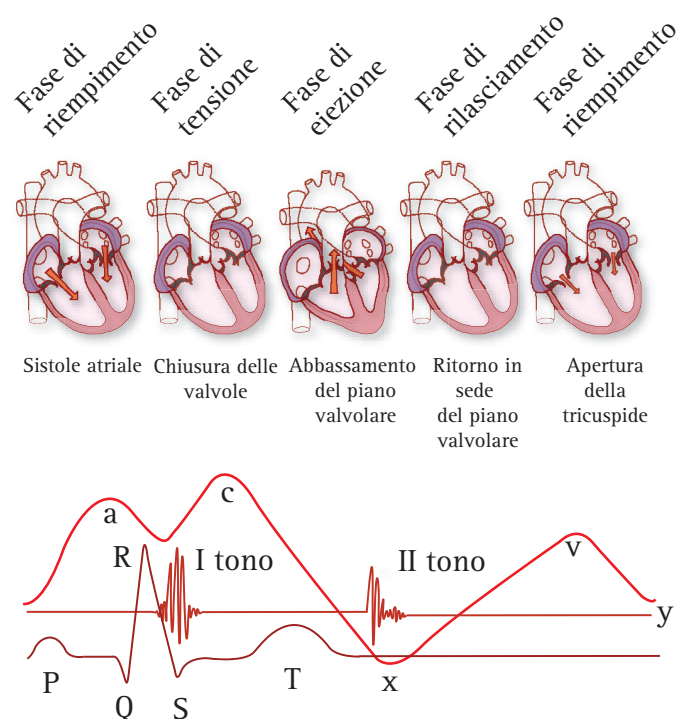 Fase di
riempimento
Fase di
tensione
Fase di
eiezione
Fase di
rilasciamento
Fase di
riempimento
Sistole atriale
Chiusura delle
valvole
Abbassamento
del piano
valvolare
Ritorno in
sede
del piano
valvolare
Apertura
della
tricuspide
a
c
R
I tono
II tono
v
y
P
Q
S
T
x